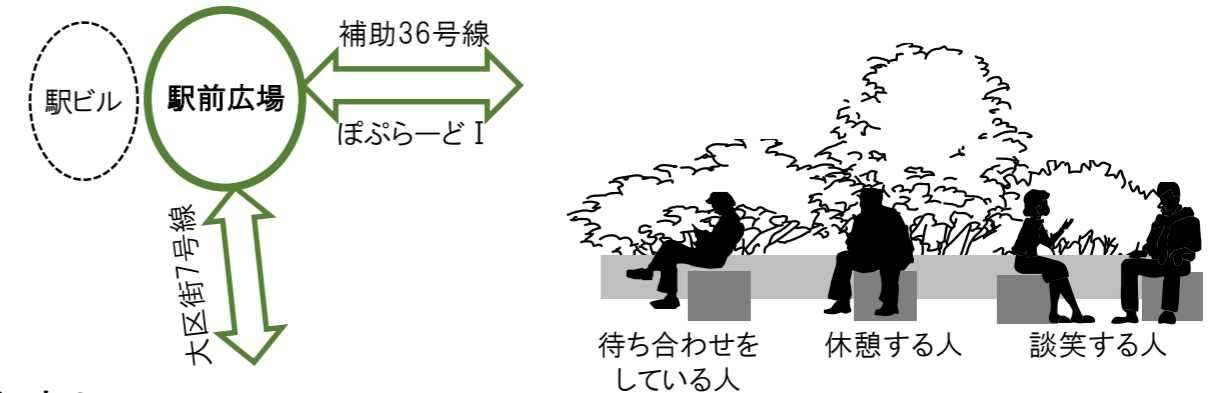 補助36号線
駅ビル
駅前広場
ぽぷらーどⅠ
大区街7号線
待ち合わせを
している人
休憩する人
談笑する人